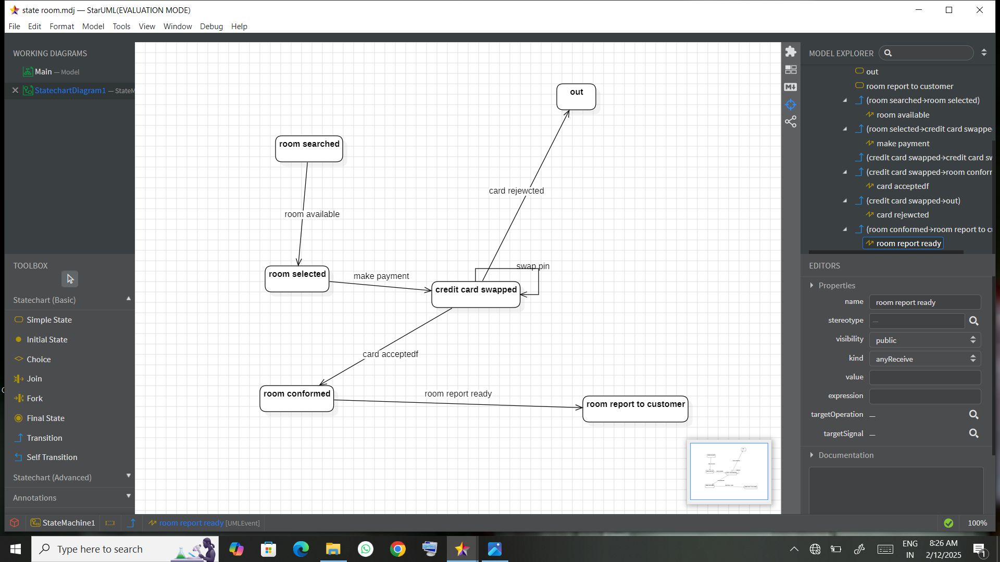 state room.mdj — StarUML(EVALUATION MODE)
File Edit Format Model Tools View Window Debug Help
WORKING DIAGRAMS
Main — Model
StatechartDiagram1 — StateM
TOOLBOX
Statechart (Basic)
Simple State
Initial State
Choice
Join
Fork
Final State
Transition
Self Transition
Statechart (Advanced)
Annotations
out
room searched
card rejewcted
room available
swap pin
room selected
make payment
credit card swapped
card acceptedf
room conformed
room report ready
room report to customer
MODEL EXPLORER
out
room report to customer
(room searched→room selected)
room available
(room selected→credit card swappe
make payment
(credit card swapped→credit card sw
(credit card swapped→room confor
card acceptedf
(credit card swapped→out)
card rejewcted
(room conformed→room report to c
room report ready
EDITORS
Properties
name room report ready
stereotype —
visibility public
kind anyReceive
value
expression
targetOperation —
targetSignal —
Documentation
StateMachine1 room report ready [UMLEvent] 100%
Type here to search
ENG
IN
8:26 AM
2/12/2025
1